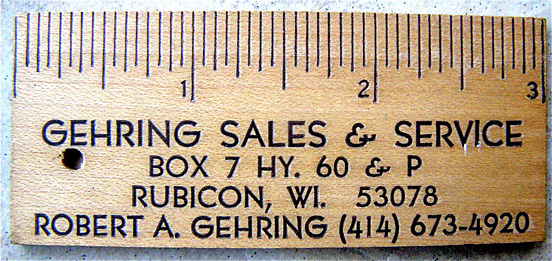 1 2 3
GEHRING SALES & SERVICE
BOX 7 HY. 60 & P
RUBICON, WI. 53078
ROBERT A. GEHRING (414) 673-4920